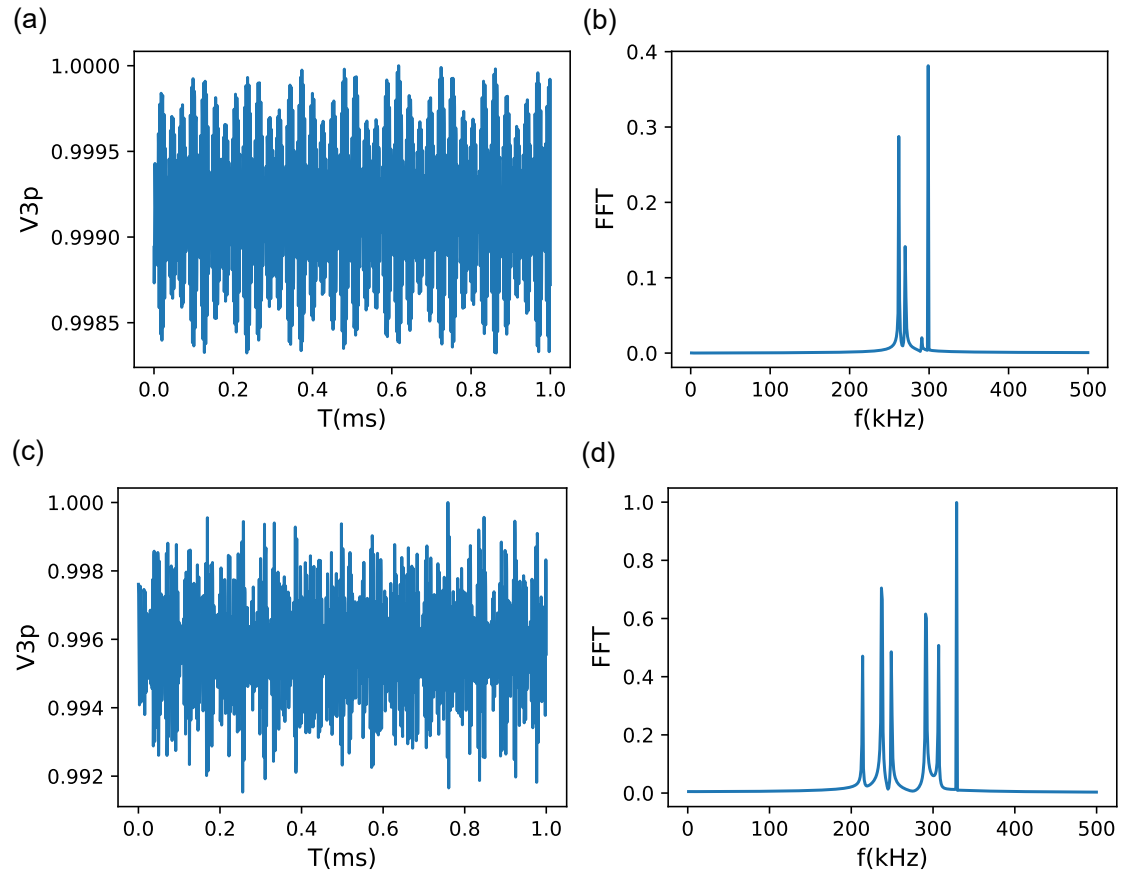 (a)
1.0000
0.9995
0.9990
0.9985
V3p
0.0 0.2 0.4 0.6 0.8 1.0
T(ms)
(b)
0.4
0.3
0.2
0.1
0.0
FFT
0 100 200 300 400 500
f(kHz)
(c)
1.000
0.998
0.996
0.994
0.992
V3p
0.0 0.2 0.4 0.6 0.8 1.0
T(ms)
(d)
1.0
0.8
0.6
0.4
0.2
0.0
FFT
0 100 200 300 400 500
f(kHz)